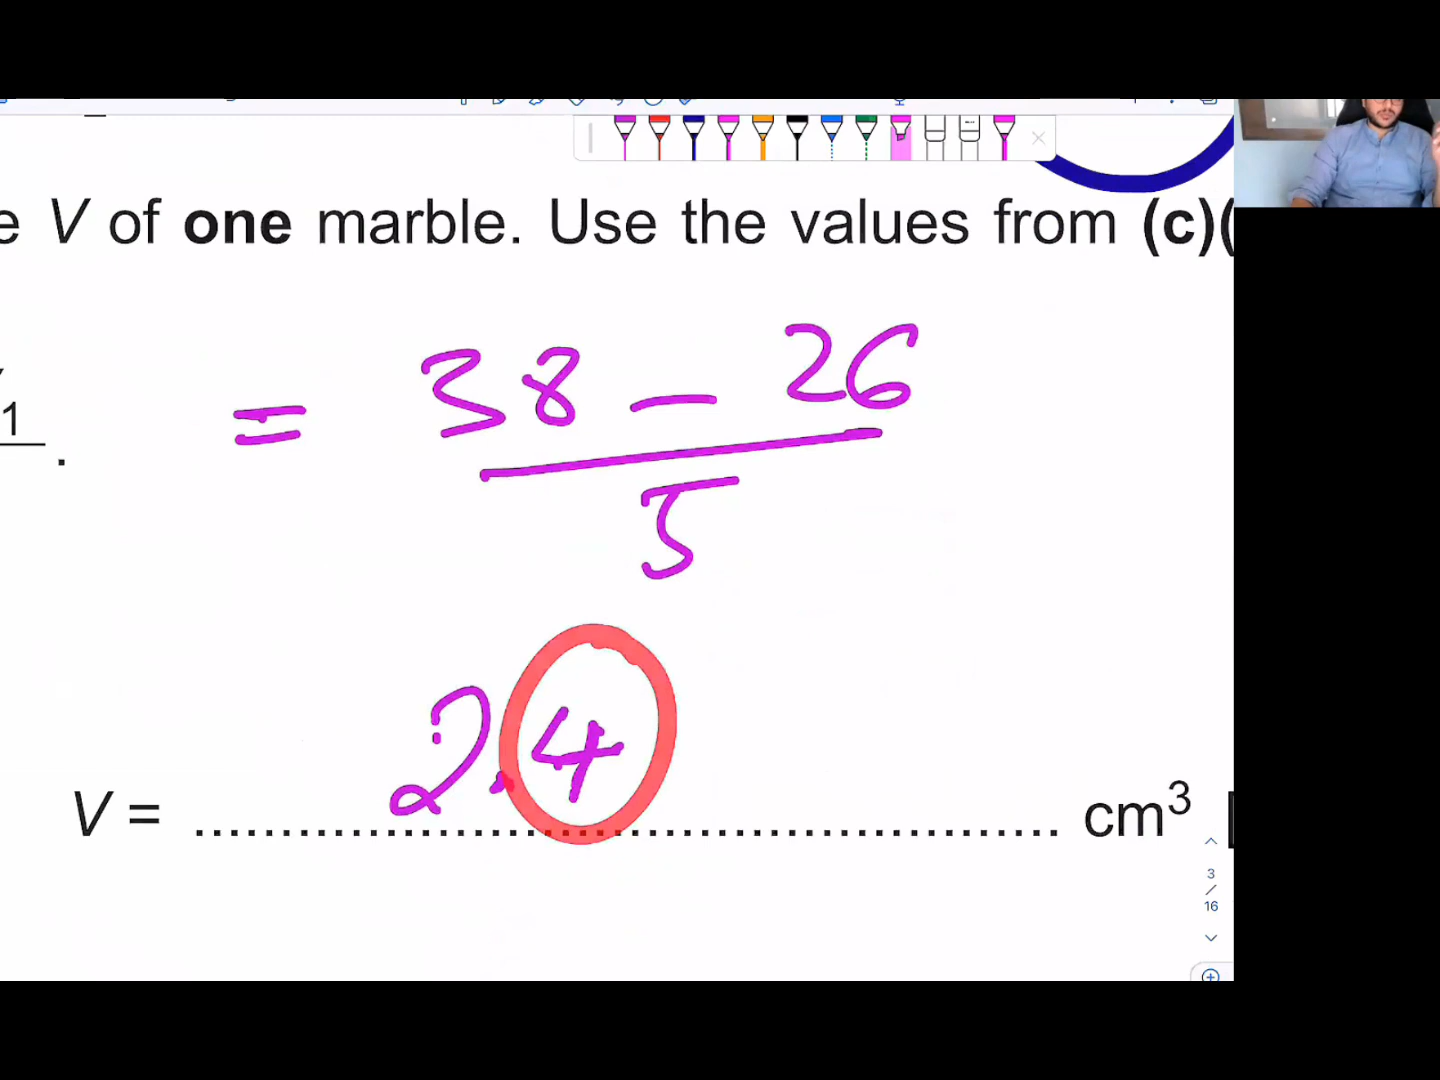 e V of one marble. Use the values from (c)(
1
.
= 38 - 26
5
2.4
V = ........................................................ cm³
3
/
16